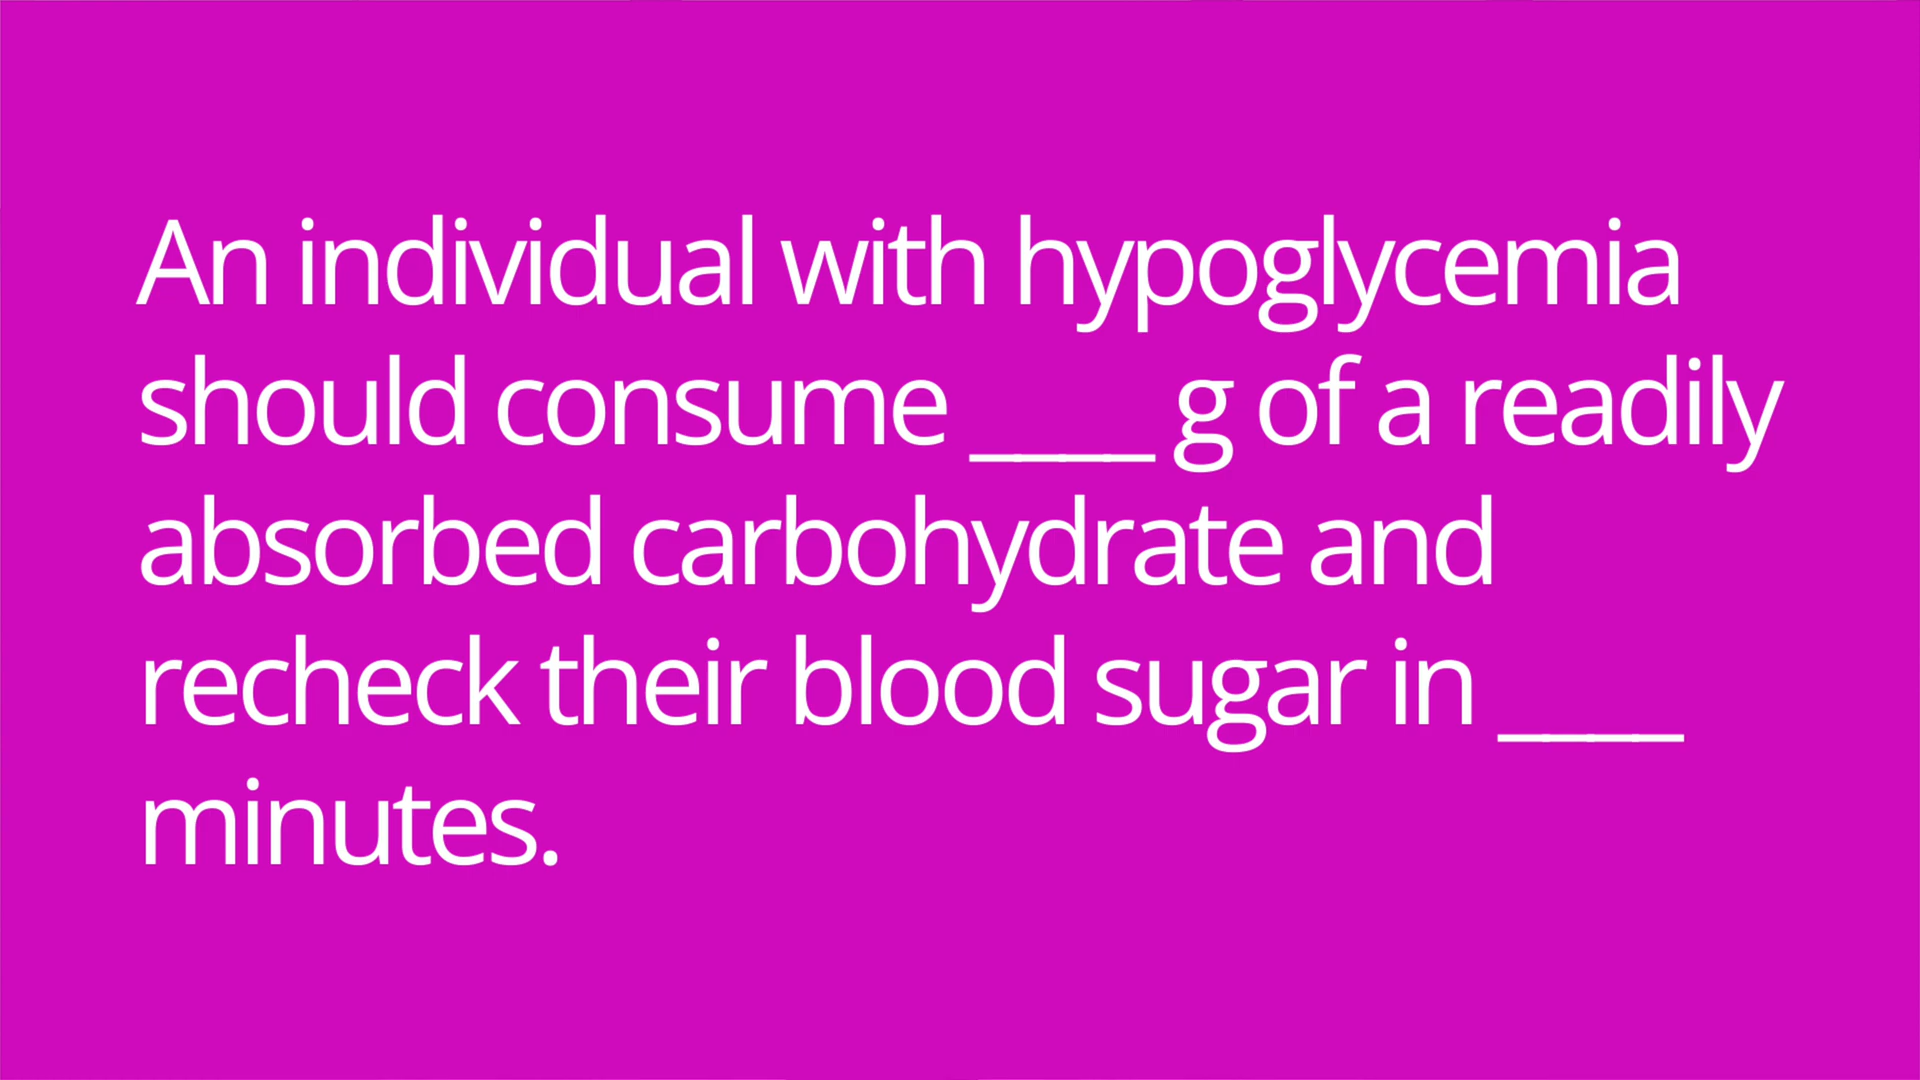 An individual with hypoglycemia
should consume ____ g of a readily
absorbed carbohydrate and
recheck their blood sugar in ____
minutes.